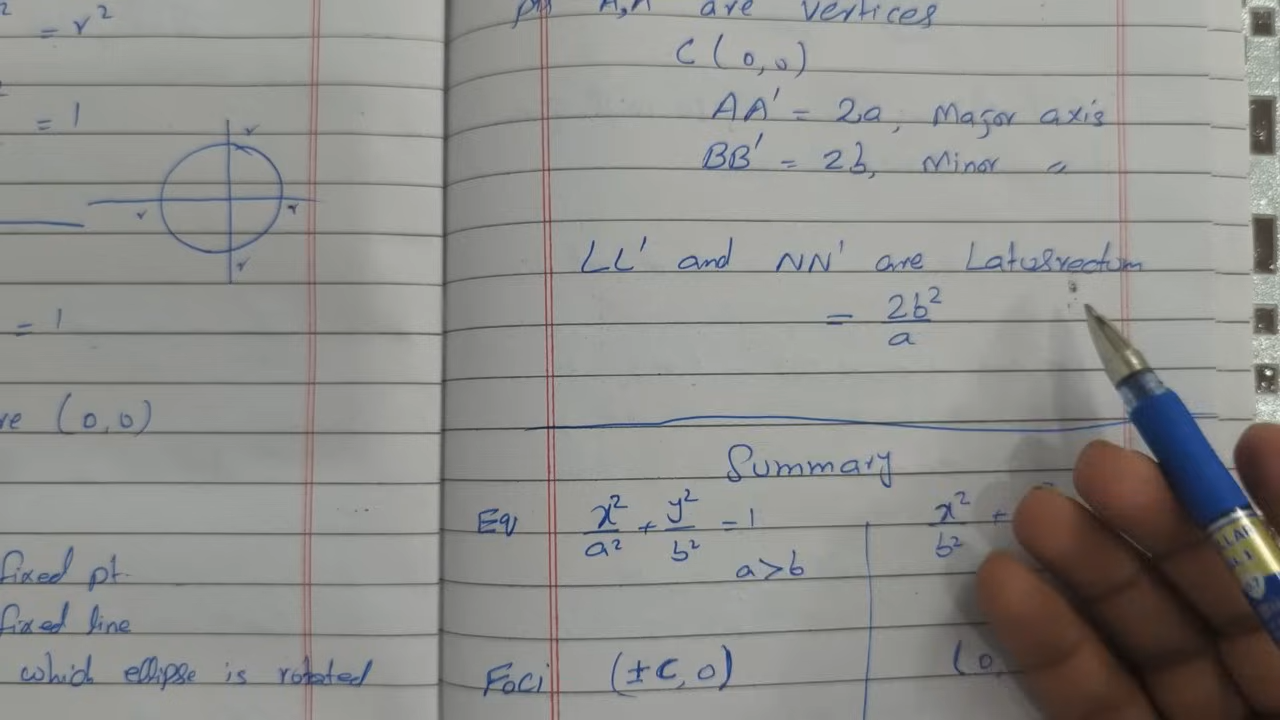 = r²
= 1
r
r
r
r
= 1
(0,0)
fixed pt.
fixed line
which ellipse is rotated
are vertices
C(0,0)
AA' = 2a, Major axis
BB' = 2b, Minor "
LL' and NN' are Latusrectum
= 2b²/a
Summary
Eq x²/a² + y²/b² = 1 x²/b² +
a>b
Foci (±c,0) (0,